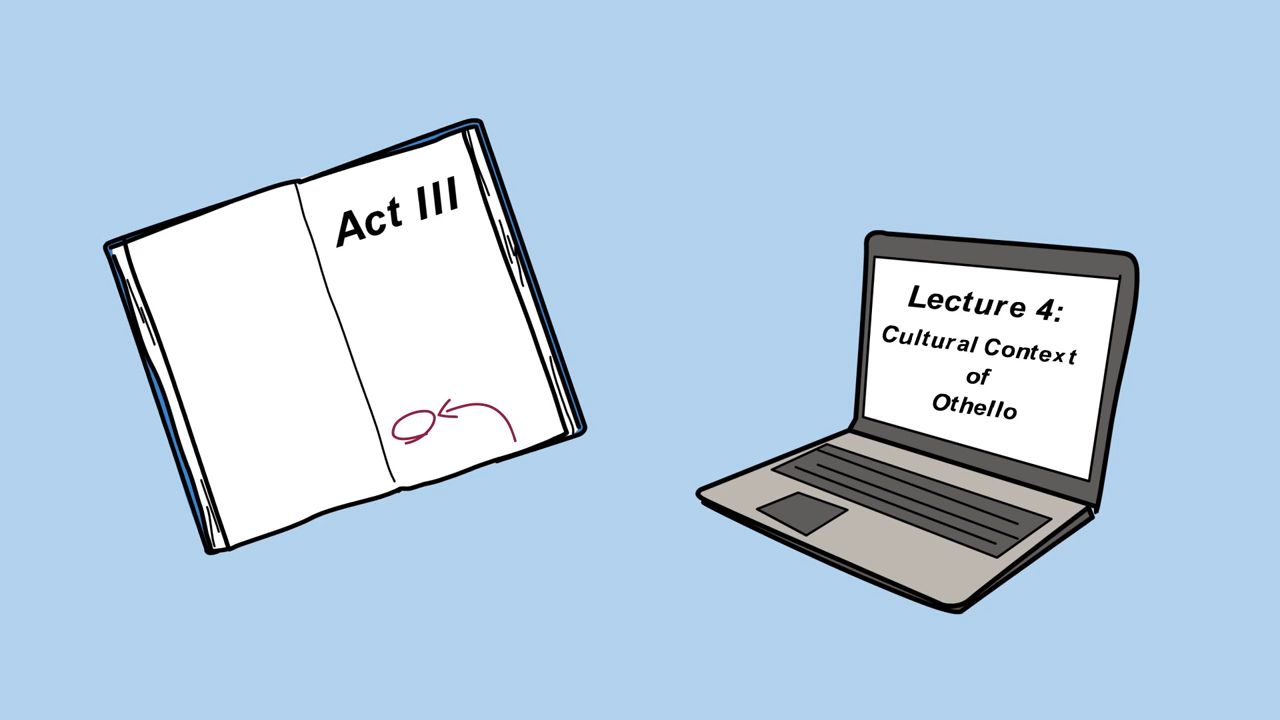 Act III
Lecture 4:
Cultural Context
of
Othello